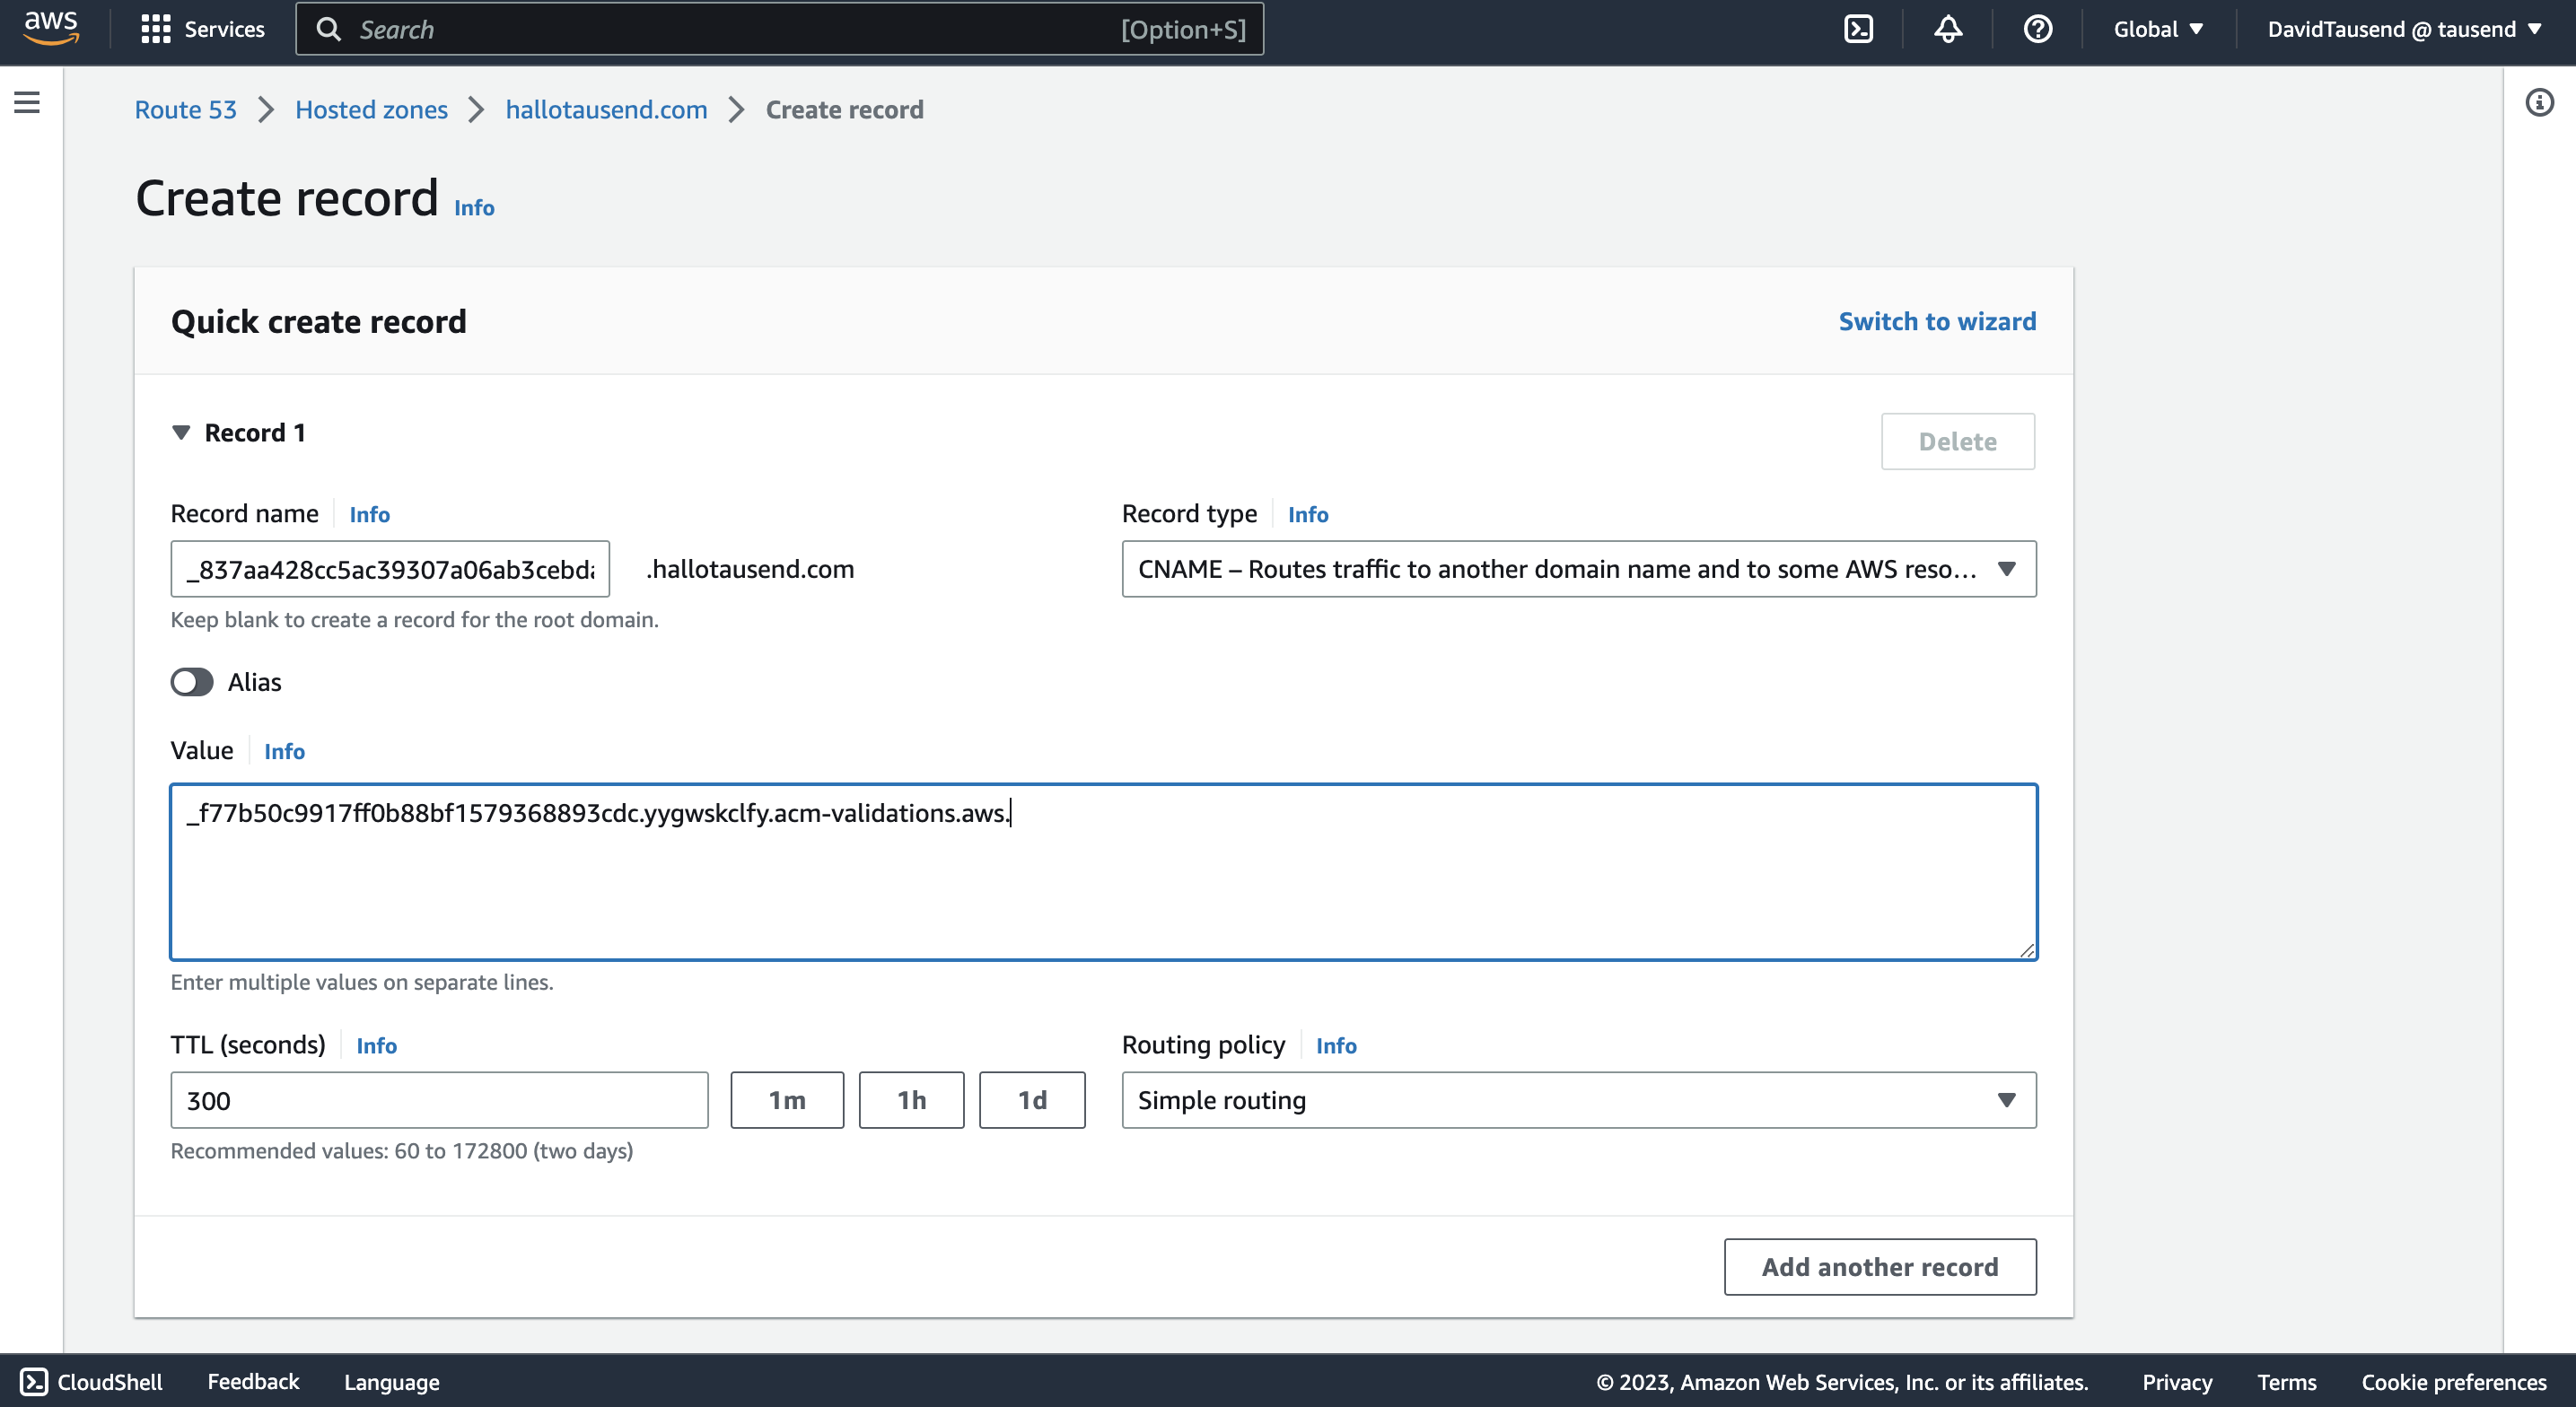 aws Services Search [Option+S] Global DavidTausend @ tausend
Route 53 Hosted zones hallotausend.com Create record
Create record Info
Quick create record Switch to wizard
Record 1 Delete
Record name Info Record type Info
_837aa428cc5ac39307a06ab3cebd .hallotausend.com CNAME – Routes traffic to another domain name and to some AWS reso...
Keep blank to create a record for the root domain.
Alias
Value Info
_f77b50c9917ff0b88bf1579368893cdc.yygwskclfy.acm-validations.aws.
Enter multiple values on separate lines.
TTL (seconds) Info Routing policy Info
300 1m 1h 1d Simple routing
Recommended values: 60 to 172800 (two days)
Add another record
CloudShell Feedback Language © 2023, Amazon Web Services, Inc. or its affiliates. Privacy Terms Cookie preferences